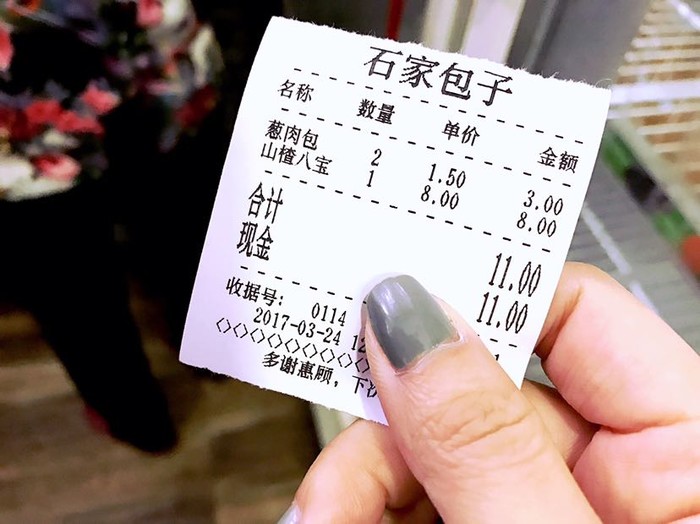 石家包子
名称 数量 单价 金额
葱肉包 2 1.50 3.00
山楂八宝 1 8.00 8.00
合计 11.00
现金 11.00
收据号: 0114
2017-03-24
多谢惠顾,